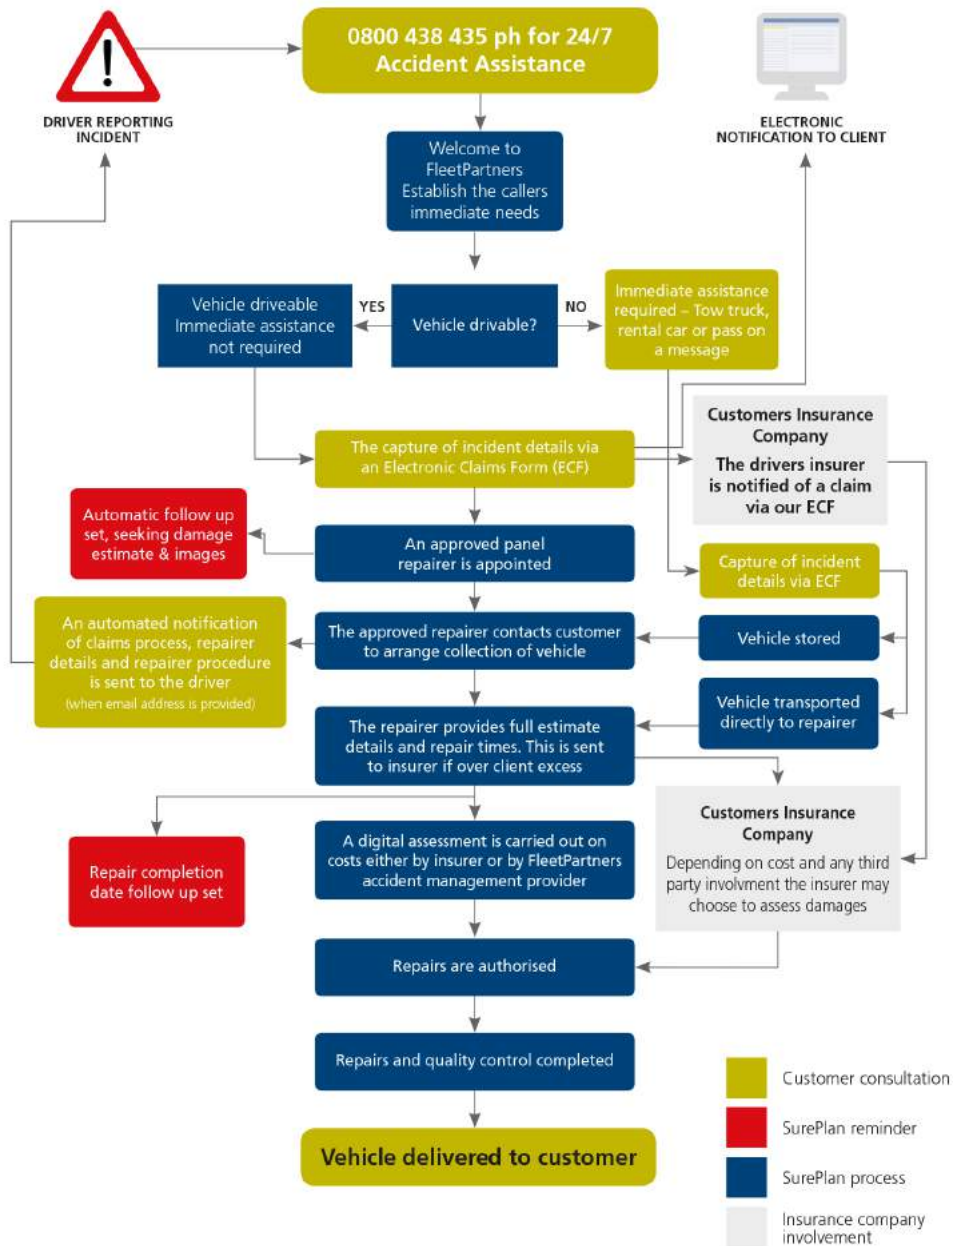 0800 438 435 ph for 24/7
Accident Assistance
DRIVER REPORTING
INCIDENT
ELECTRONIC
NOTIFICATION TO CLIENT
Welcome to
FleetPartners
Establish the callers
immediate needs
Vehicle driveable
Immediate assistance
not required
YES
Vehicle drivable?
NO
Immediate assistance
required – Tow truck,
rental car or pass on
a message
The capture of incident details via
an Electronic Claims Form (ECF)
Customers Insurance
Company
The drivers insurer
is notified of a claim
via our ECF
Automatic follow up
set, seeking damage
estimate & images
An approved panel
repairer is appointed
Capture of incident
details via ECF
An automated notification
of claims process, repairer
details and repairer procedure
is sent to the driver
(when email address is provided)
The approved repairer contacts customer
to arrange collection of vehicle
Vehicle stored
Vehicle transported
directly to repairer
The repairer provides full estimate
details and repair times. This is sent
to insurer if over client excess
Customers Insurance
Company
Depending on cost and any third
party involvment the insurer may
choose to assess damages
Repair completion
date follow up set
A digital assessment is carried out on
costs either by insurer or by FleetPartners
accident management provider
Repairs are authorised
Repairs and quality control completed
Vehicle delivered to customer
Customer consultation
SurePlan reminder
SurePlan process
Insurance company
involvement